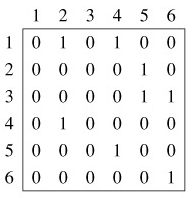 1 2 3 4 5 6
1 0 1 0 1 0 0
2 0 0 0 0 1 0
3 0 0 0 0 1 1
4 0 1 0 0 0 0
5 0 0 0 1 0 0
6 0 0 0 0 0 1